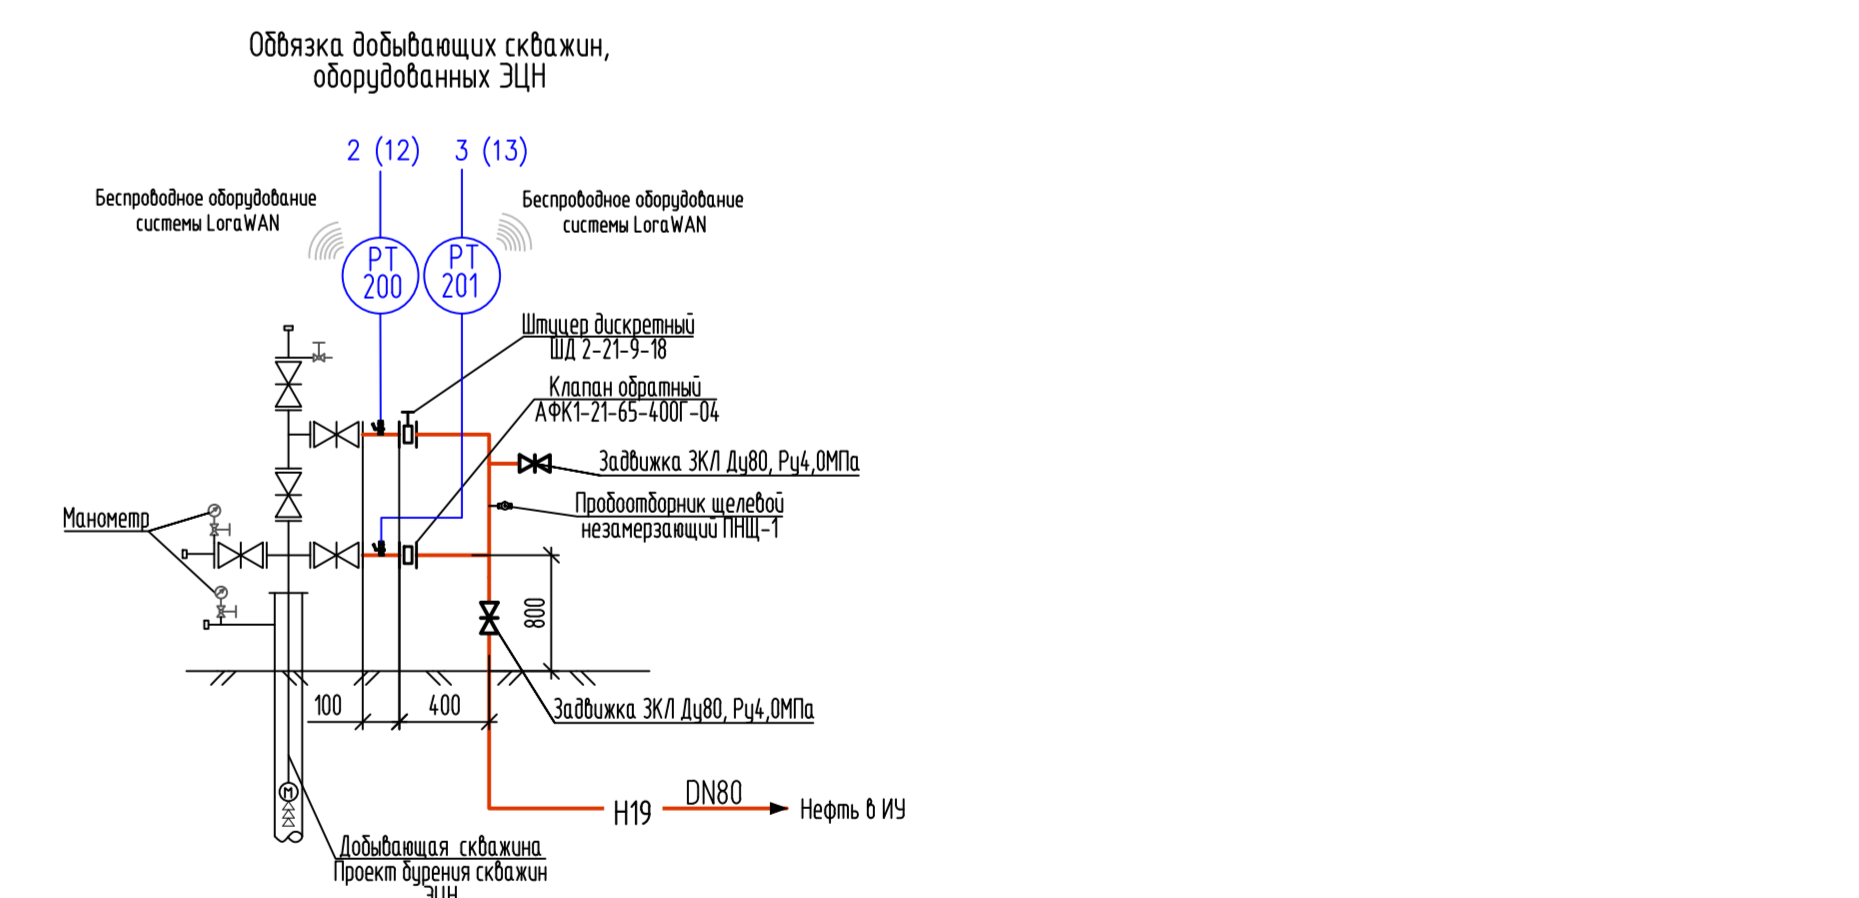 Обвязка добывающих скважин,
оборудованных ЭЦН
2 (12)
3 (13)
Беспроводное оборудование
системы LoraWAN
Беспроводное оборудование
системы LoraWAN
PT
200
PT
201
Штуцер дискретный
ШД 2-21-9-18
Клапан обратный
АФК1-21-65-400Г-04
Задвижка ЗКЛ Ду80, Ру4,0МПа
Пробоотборник щелевой
незамерзающий ПНЩ-1
Манометр
800
100
400
Задвижка ЗКЛ Ду80, Ру4,0МПа
М
DN80
Н19
Нефть в ИУ
Добывающая скважина
Проект бурения скважин
ЭЦН